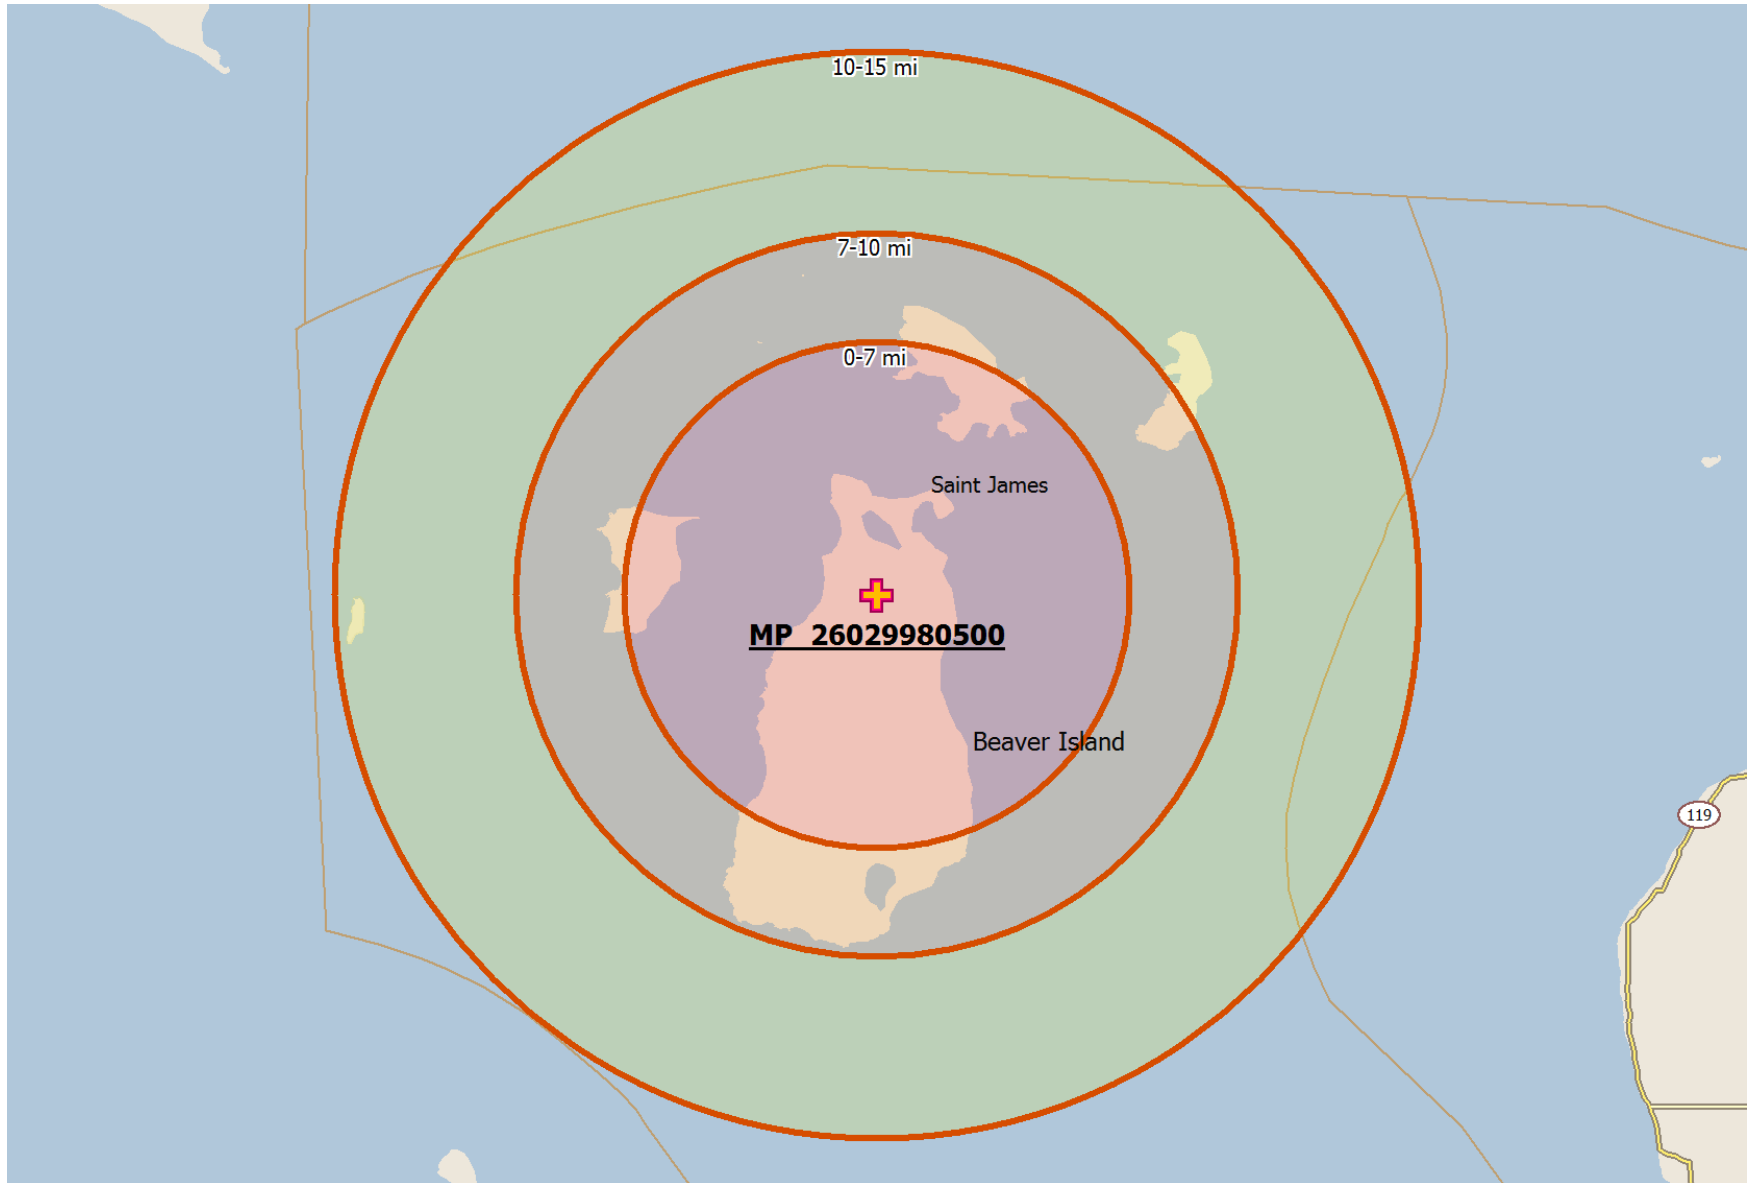 10-15 mi
7-10 mi
0-7 mi
Saint James
MP 26029980500
Beaver Island
119